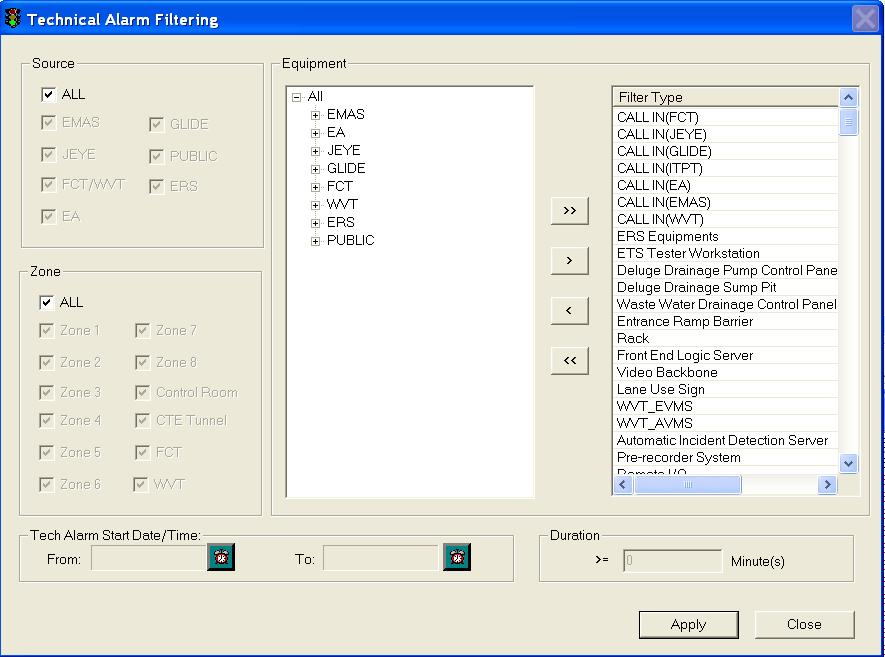 Technical Alarm Filtering
Source
ALL
EMAS
GLIDE
JEYE
PUBLIC
FCT/WVT
ERS
EA
Zone
ALL
Zone 1
Zone 7
Zone 2
Zone 8
Zone 3
Control Room
Zone 4
CTE Tunnel
Zone 5
FCT
Zone 6
WVT
Equipment
All
EMAS
EA
JEYE
GLIDE
FCT
WVT
ERS
PUBLIC
>>
>
<
<<
Filter Type
CALL IN(FCT)
CALL IN(JEYE)
CALL IN(GLIDE)
CALL IN(ITPT)
CALL IN(EA)
CALL IN(EMAS)
CALL IN(WVT)
ERS Equipments
ETS Tester Workstation
Deluge Drainage Pump Control Pane
Deluge Drainage Sump Pit
Waste Water Drainage Control Panel
Entrance Ramp Barrier
Rack
Front End Logic Server
Video Backbone
Lane Use Sign
WVT_EVMS
WVT_AVMS
Automatic Incident Detection Server
Pre-recorder System
Remote I/O
Tech Alarm Start Date/Time:
From:
To:
Duration
>= 0 Minute(s)
Apply
Close